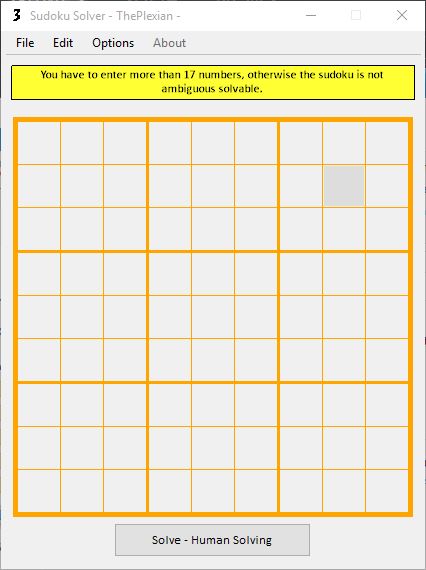 3 Sudoku Solver - ThePlexian -
File Edit Options About
You have to enter more than 17 numbers, otherwise the sudoku is not
ambiguous solvable.
Solve - Human Solving